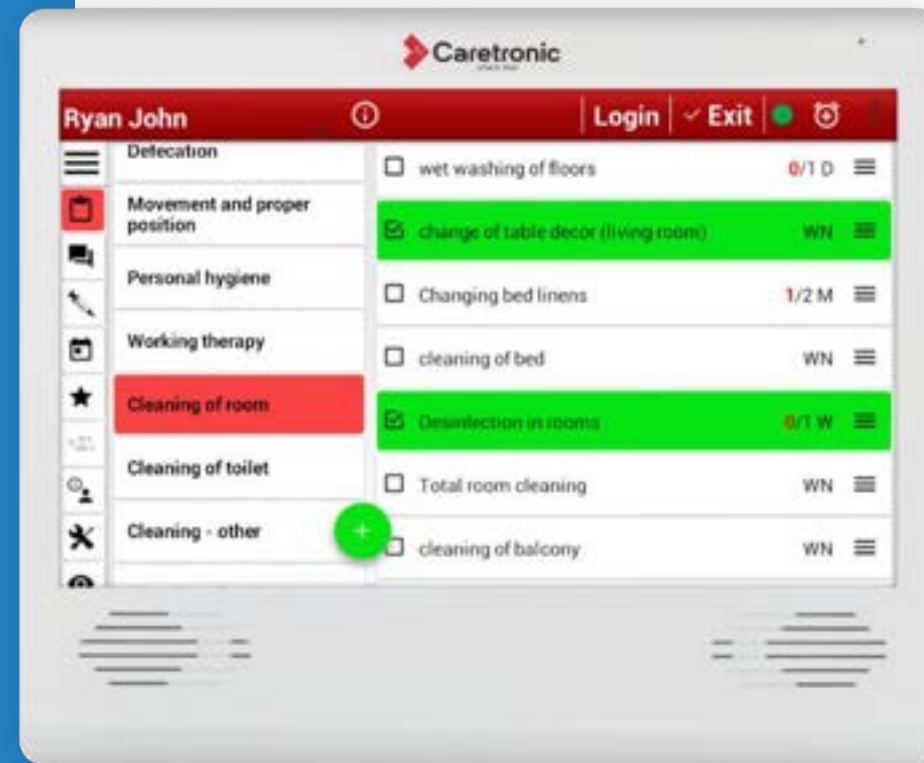 Caretronic
Ryan John
Login
Exit
Defecation
Movement and proper
position
Personal hygiene
Working therapy
Cleaning of room
Cleaning of toilet
Cleaning - other
+
wet washing of floors 0/1 D
change of table decor (living room) WN
Changing bed linens 1/2 M
cleaning of bed WN
Desinfection in rooms 0/1 W
Total room cleaning WN
cleaning of balcony WN